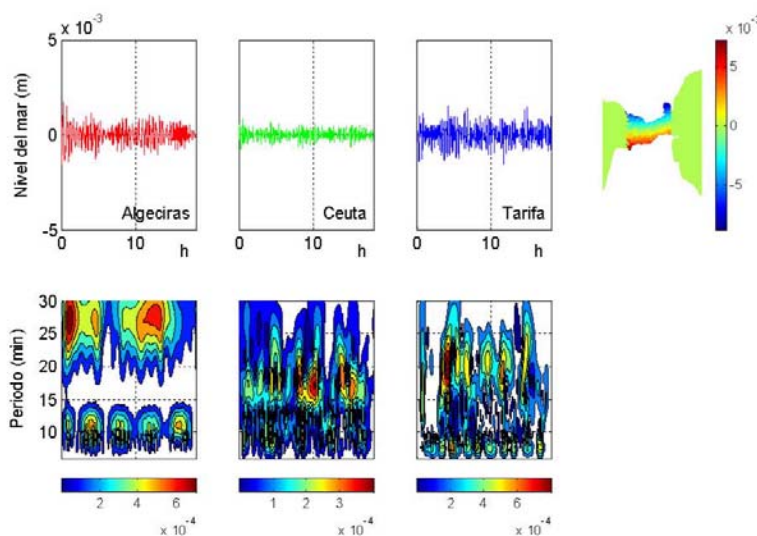 x 10⁻³
5
0
-5
Nivel del mar (m)
Algeciras
0
10
h
Ceuta
0
10
h
Tarifa
0
10
h
x 10⁻³
5
0
-5
30
25
20
15
10
Periodo (min)
2
4
6
x 10⁻⁴
1
2
3
x 10⁻⁴
2
4
6
x 10⁻⁴